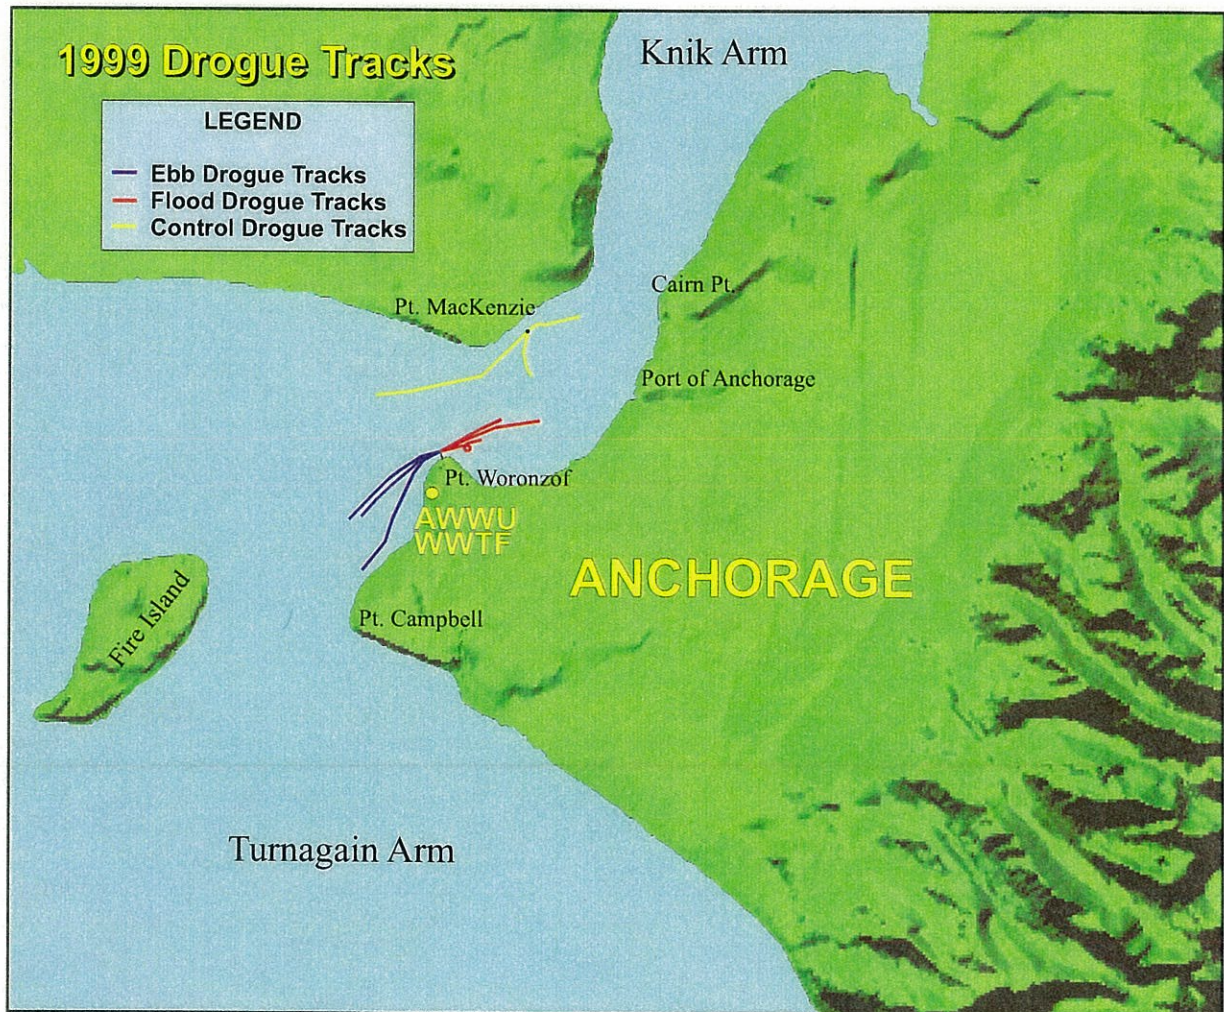 1999 Drogue Tracks
Knik Arm
LEGEND
Ebb Drogue Tracks
Flood Drogue Tracks
Control Drogue Tracks
Cairn Pt.
Pt. MacKenzie
Port of Anchorage
Pt. Woronzof
AWWU
WWTF
ANCHORAGE
Fire Island
Pt. Campbell
Turnagain Arm